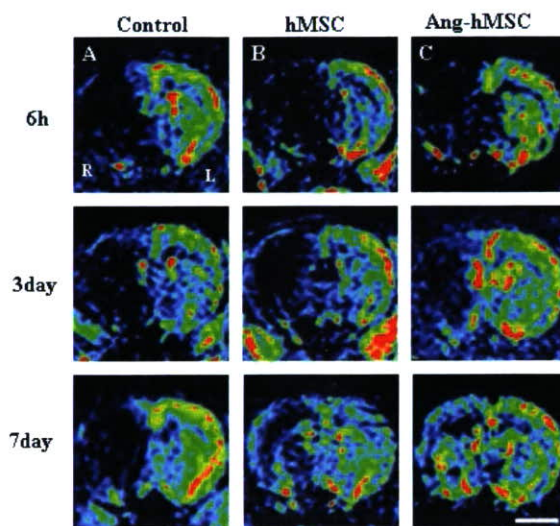 Control hMSC Ang-hMSC
A B C
6h
R L
3day
7day